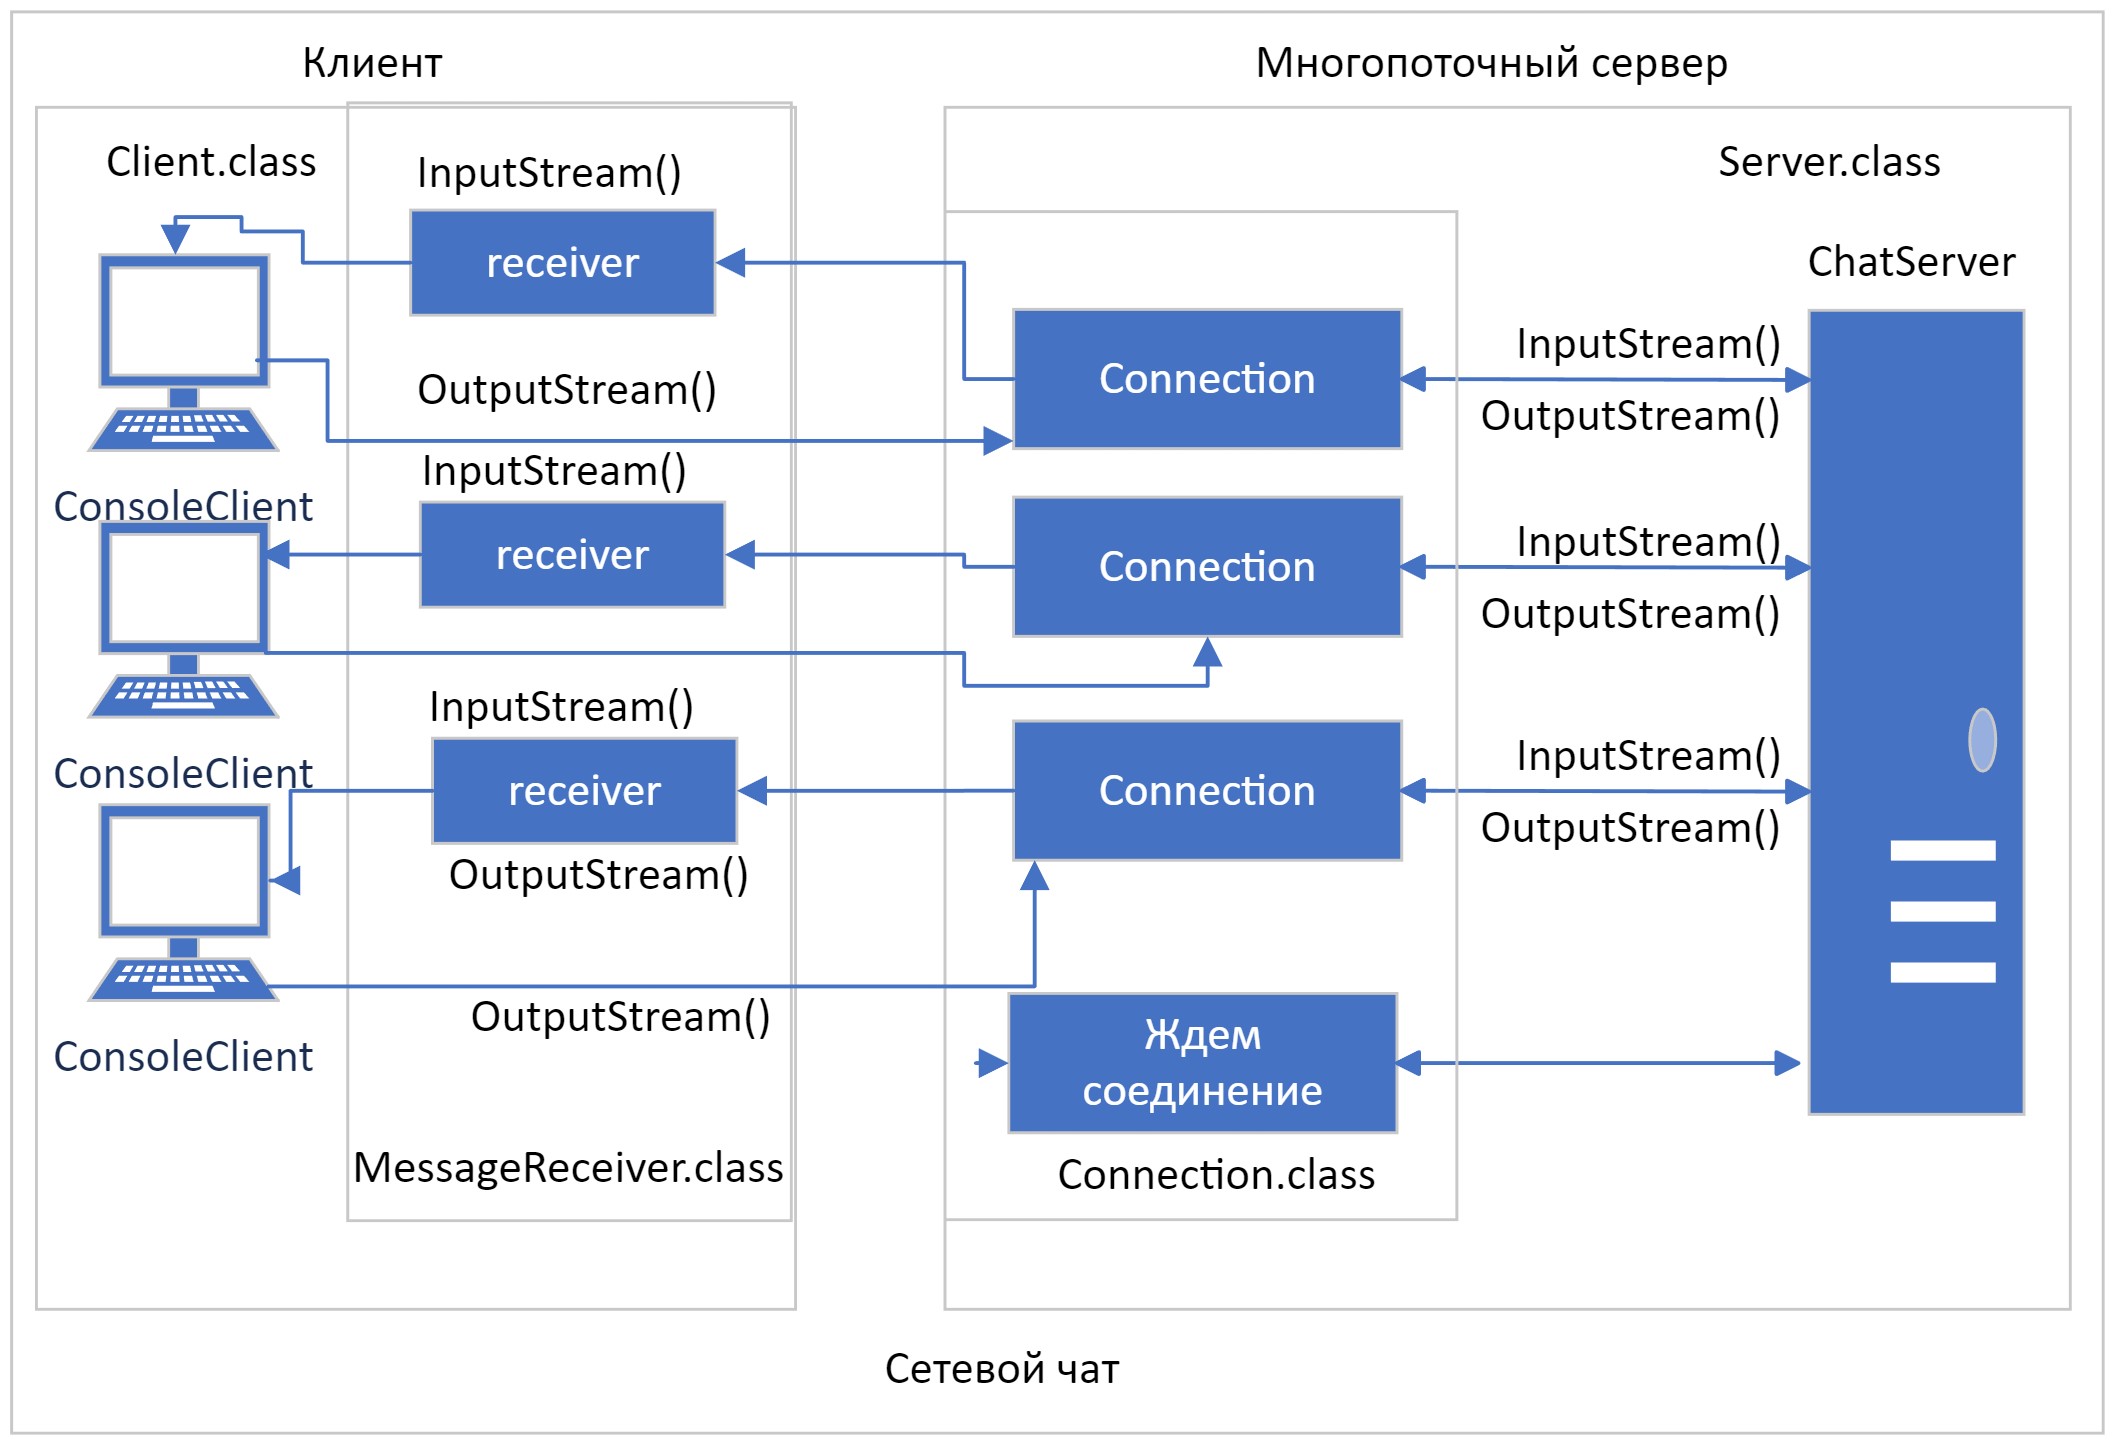 Клиент
Многопоточный сервер
Client.class
InputStream()
Server.class
receiver
ChatServer
InputStream()
Connection
OutputStream()
OutputStream()
InputStream()
ConsoleClient
receiver
InputStream()
Connection
OutputStream()
InputStream()
InputStream()
ConsoleClient
receiver
Connection
OutputStream()
OutputStream()
OutputStream()
ConsoleClient
Ждем
соединение
MessageReceiver.class
Connection.class
Сетевой чат